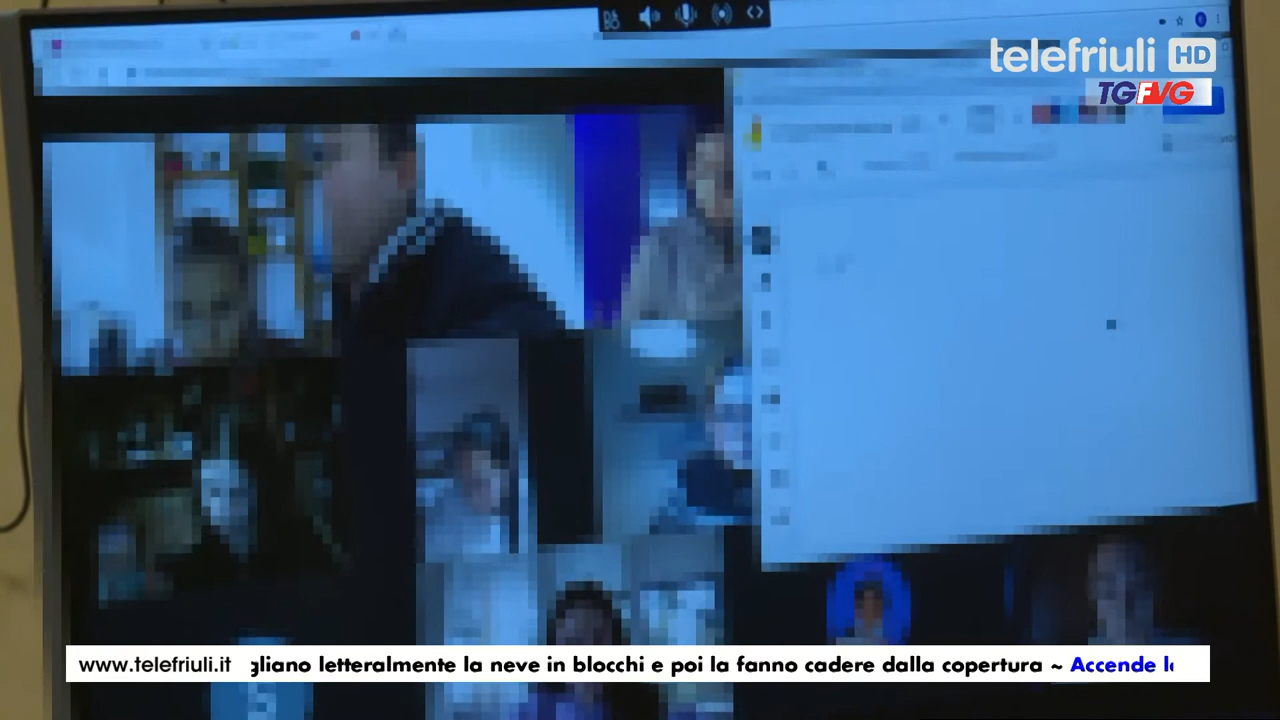 telefriuli HD
TGFVG
www.telefriuli.it gliano letteralmente la neve in blocchi e poi la fanno cadere dalla copertura ~ Accende